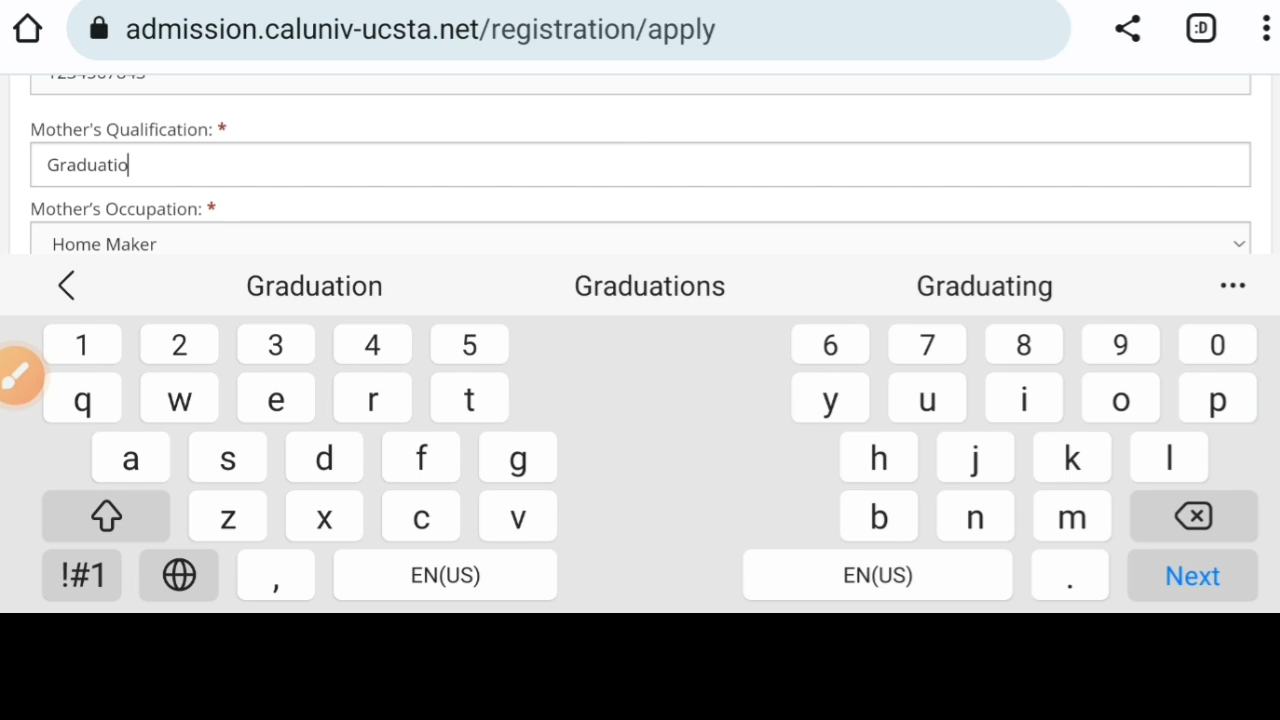 admission.caluniv-ucsta.net/registration/apply
:D
Mother's Qualification: *
Graduatio
Mother's Occupation: *
Home Maker
Graduation Graduations Graduating
1 2 3 4 5 6 7 8 9 0
q w e r t y u i o p
a s d f g h j k l
z x c v b n m
!#1 , EN(US) EN(US) . Next